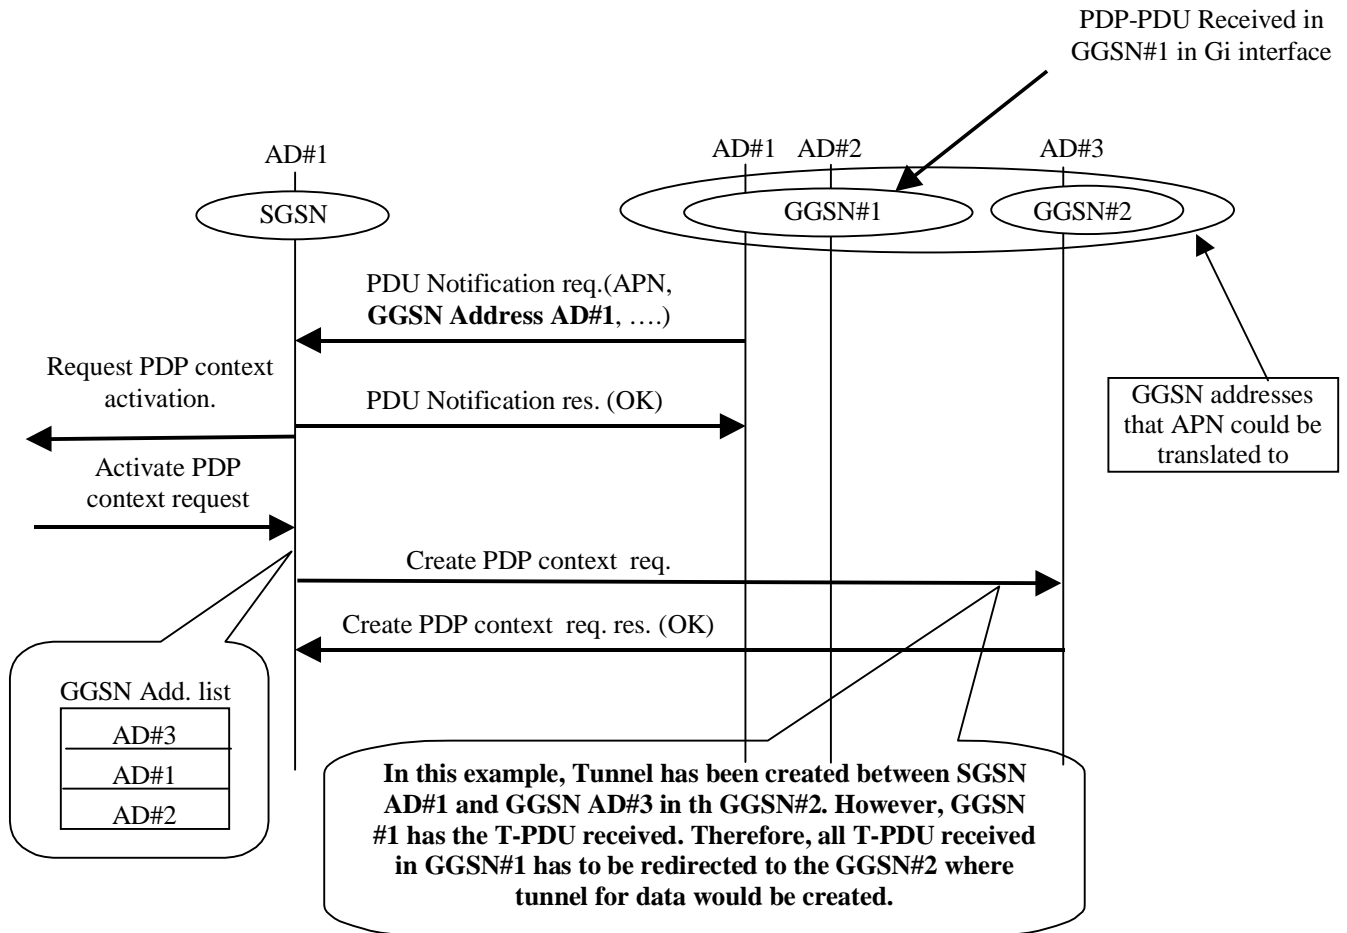 PDP-PDU Received in
GGSN#1 in Gi interface
AD#1
AD#1
AD#2
AD#3
SGSN
GGSN#1
GGSN#2
PDU Notification req.(APN,
GGSN Address AD#1, ….)
Request PDP context
activation.
PDU Notification res. (OK)
GGSN addresses
that APN could be
translated to
Activate PDP
context request
Create PDP context  req.
Create PDP context  req. res. (OK)
GGSN Add. list
AD#3
AD#1
AD#2
In this example, Tunnel has been created between SGSN
AD#1 and GGSN AD#3 in th GGSN#2. However, GGSN
#1 has the T-PDU received. Therefore, all T-PDU received
in GGSN#1 has to be redirected to the GGSN#2 where
tunnel for data would be created.